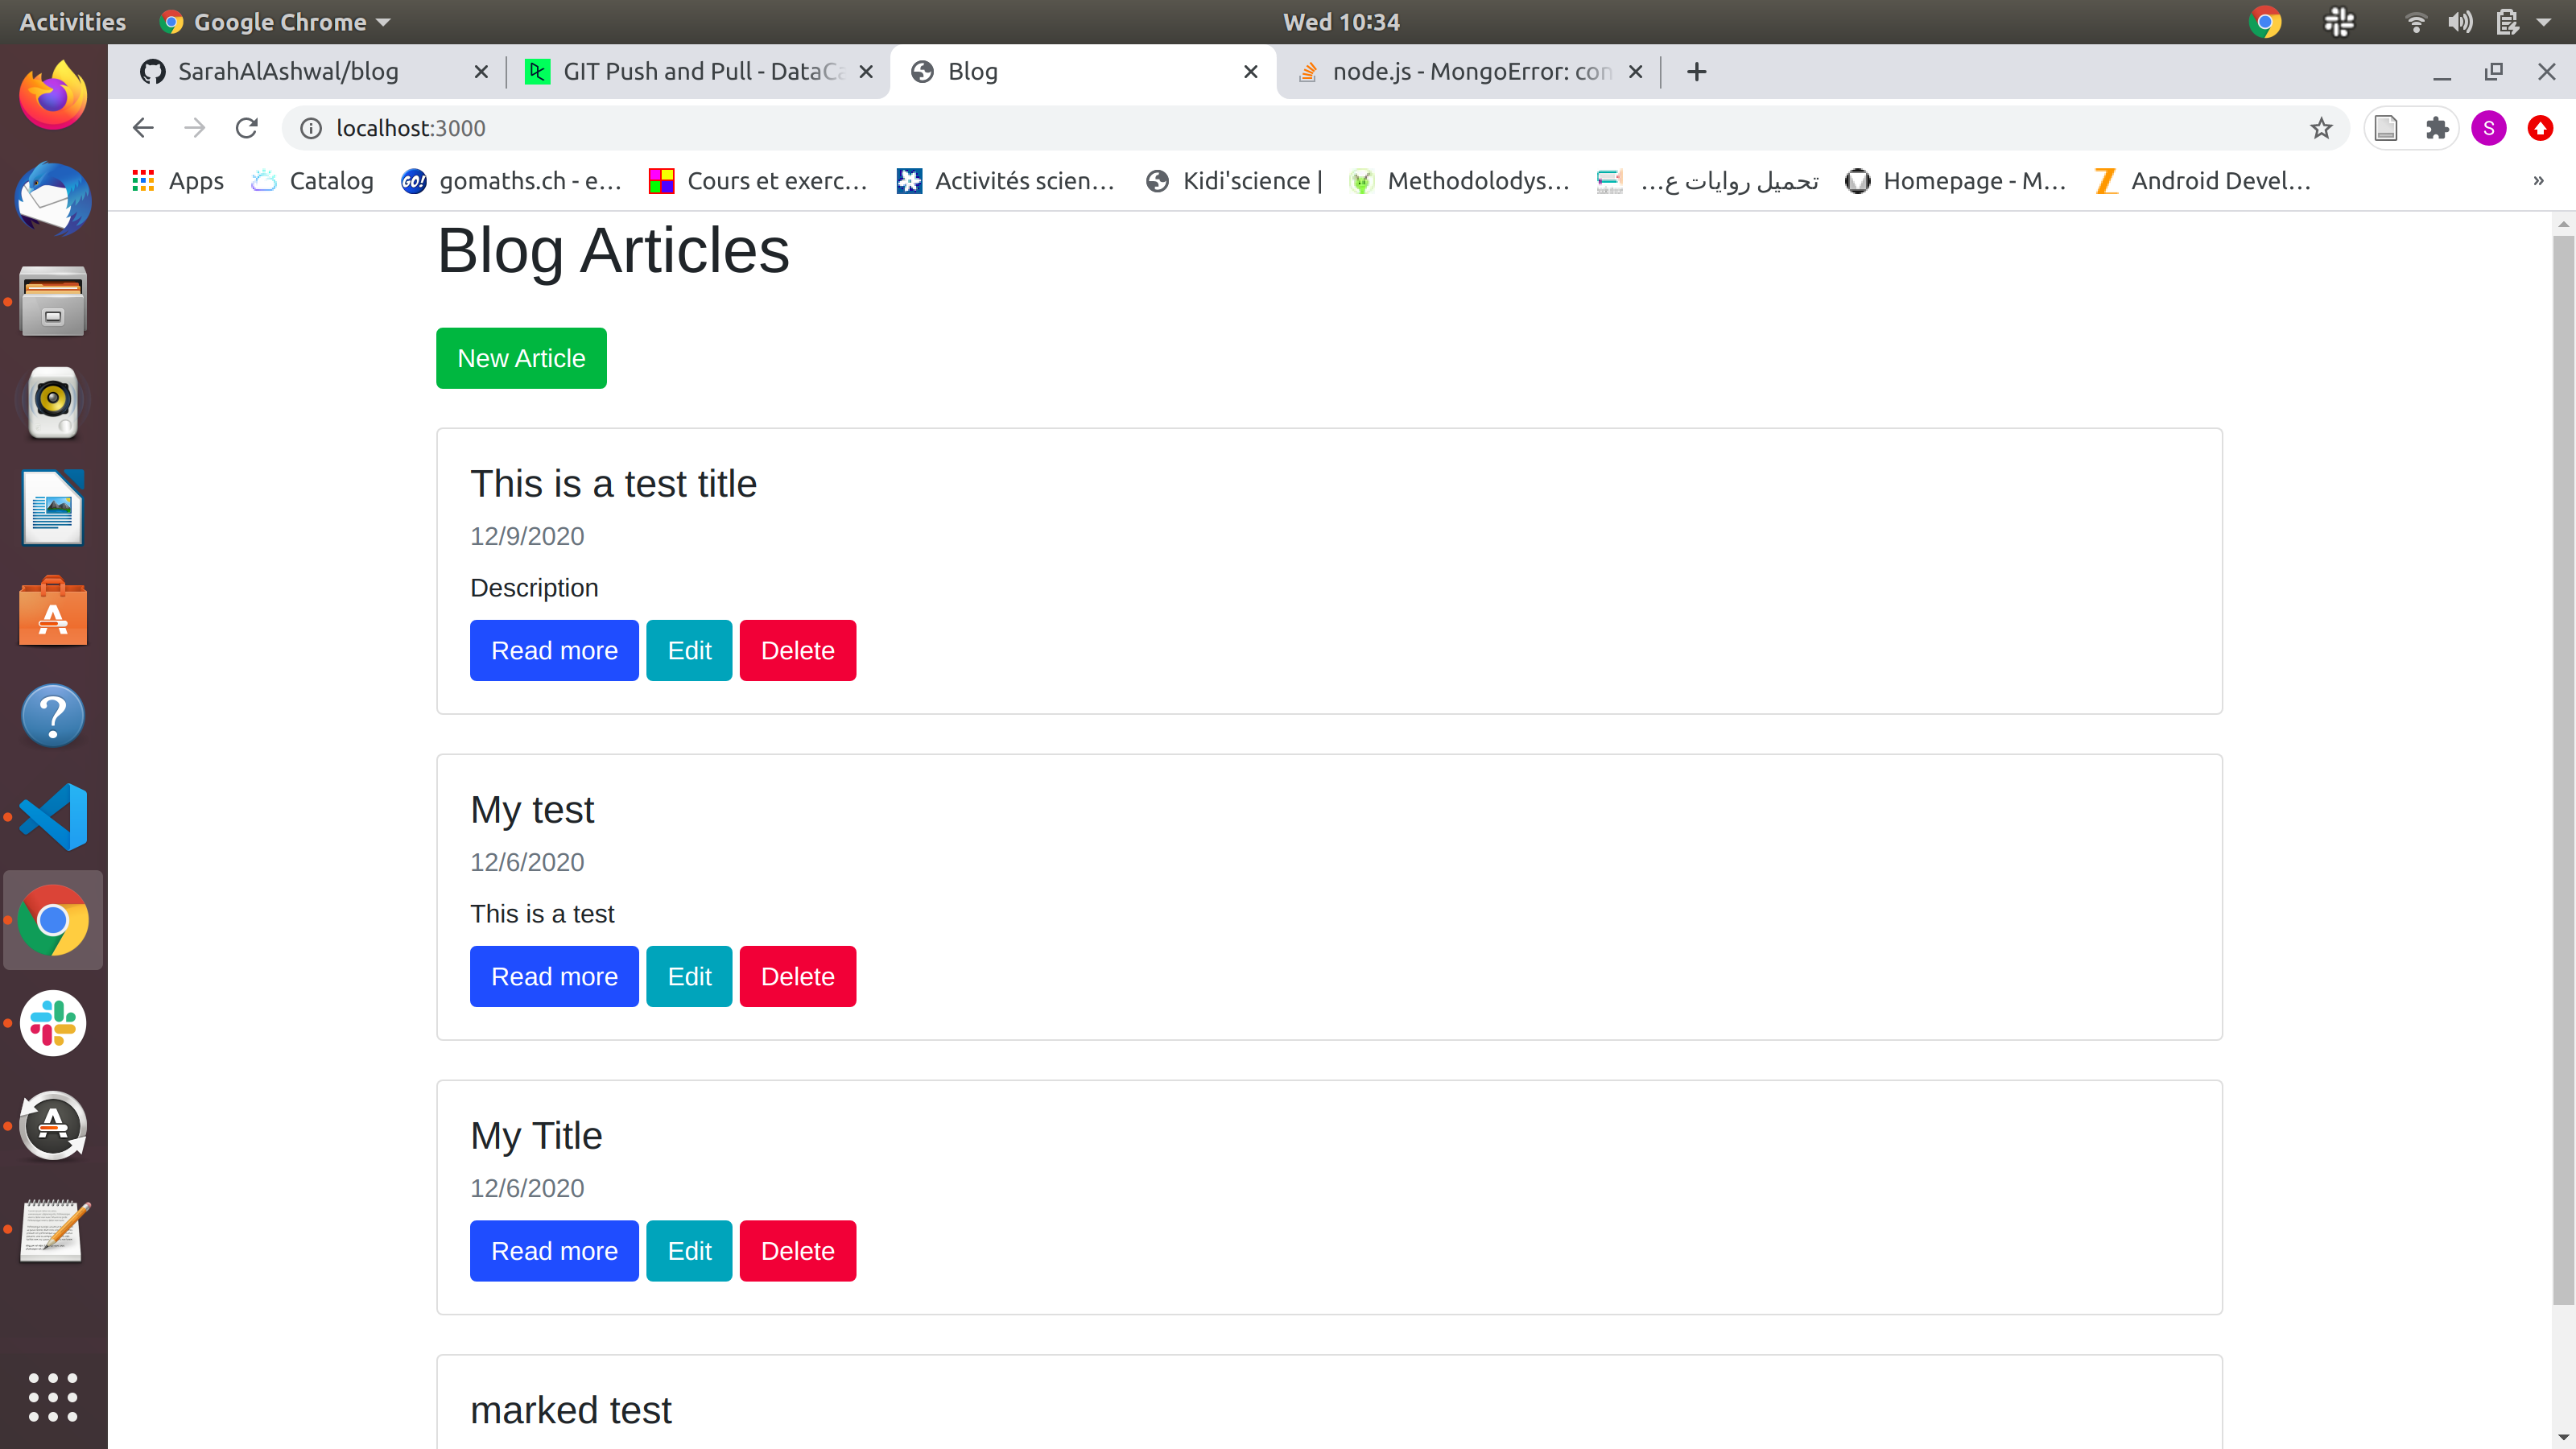 Activities Google Chrome Wed 10:34
SarahAlAshwal/blog GIT Push and Pull - DataCa Blog node.js - MongoError: con
localhost:3000 S
Apps Catalog GO! gomaths.ch - e… Cours et exerc… Activités scien… Kidi'science | Methodolodys… تحميل روايات ع… Homepage - M… Android Devel… »
Blog Articles
New Article
This is a test title
12/9/2020
Description
Read more Edit Delete
My test
12/6/2020
This is a test
Read more Edit Delete
My Title
12/6/2020
Read more Edit Delete
marked test